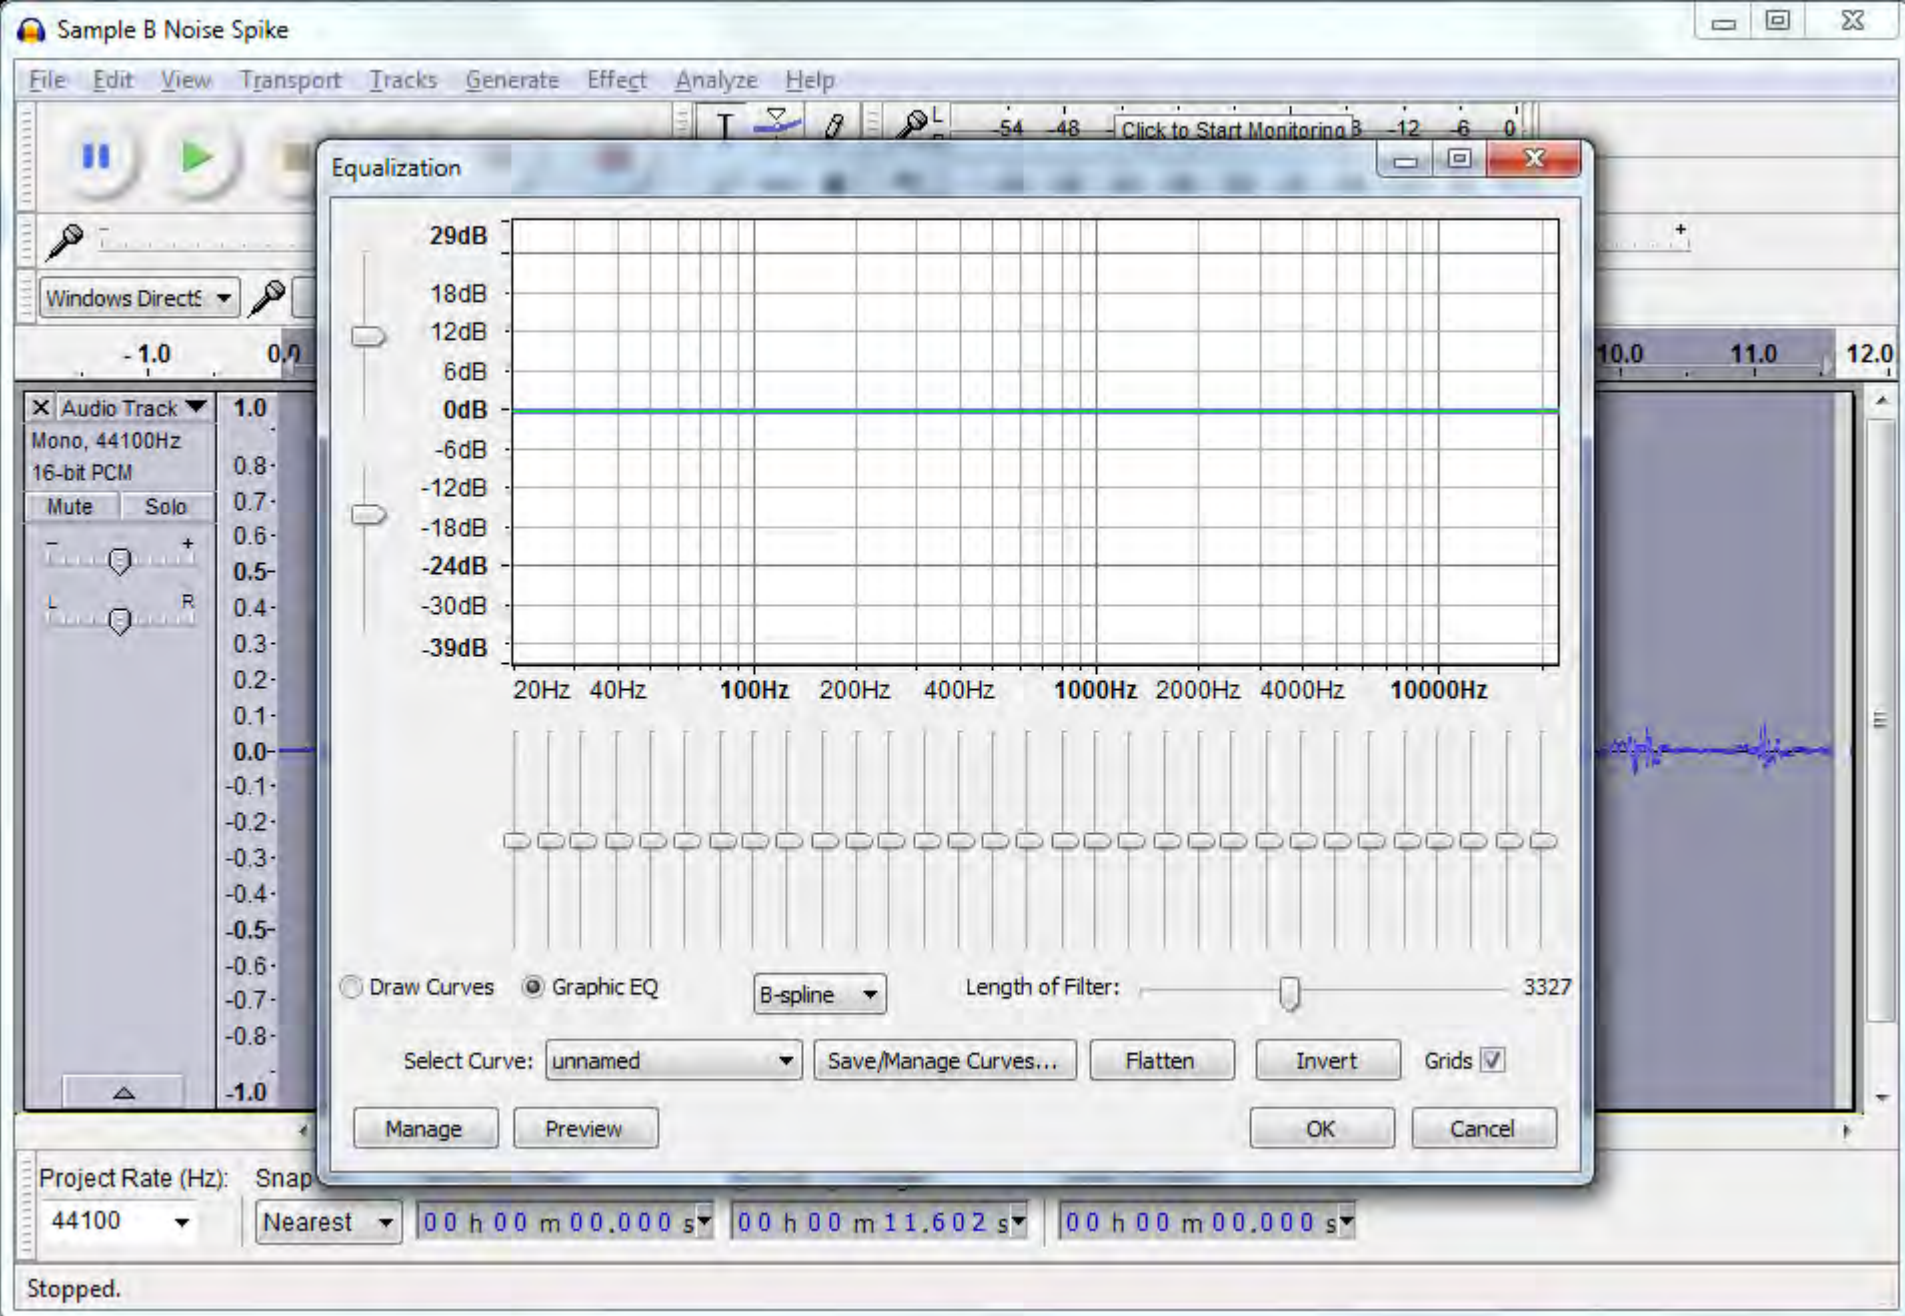 Sample B Noise Spike
File Edit View Transport Tracks Generate Effect Analyze Help
L
-54 -48 Click to Start Monitoring -12 -6 0
Equalization
- +
Windows DirectS
- 1.0 0.0 10.0 11.0 12.0
Audio Track
Mono, 44100Hz
16-bit PCM
Mute Solo
- +
L R
1.0
0.8
0.7
0.6
0.5
0.4
0.3
0.2
0.1
0.0
-0.1
-0.2
-0.3
-0.4
-0.5
-0.6
-0.7
-0.8
-1.0
29dB
18dB
12dB
6dB
0dB
-6dB
-12dB
-18dB
-24dB
-30dB
-39dB
20Hz 40Hz 100Hz 200Hz 400Hz 1000Hz 2000Hz 4000Hz 10000Hz
Draw Curves Graphic EQ B-spline Length of Filter: 3327
Select Curve: unnamed Save/Manage Curves... Flatten Invert Grids
Manage Preview OK Cancel
Project Rate (Hz): Snap
44100 Nearest 00 h 00 m 00.000 s 00 h 00 m 11.602 s 00 h 00 m 00.000 s
Stopped.